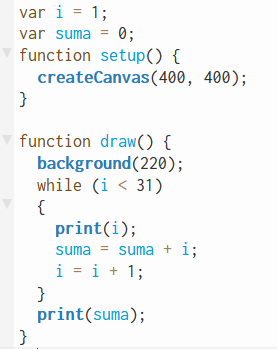 var i = 1;
var suma = 0;
function setup() {
  createCanvas(400, 400);
}

function draw() {
  background(220);
  while (i < 31)
  {
    print(i);
    suma = suma + i;
    i = i + 1;
  }
  print(suma);
}